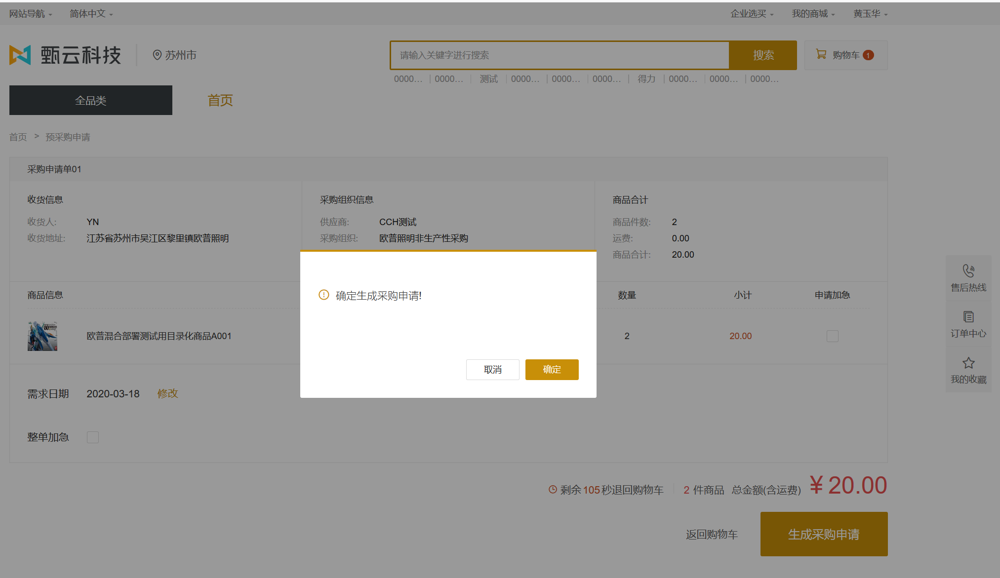 网站导航 简体中文 企业选买 我的商城 黄玉华
甄云科技 苏州市 请输入关键字进行搜索 搜索 购物车 1
0000... 0000... 测试 0000... 0000... 0000... 得力 0000... 0000... 0000...
全品类 首页
首页 > 预采购申请
采购申请单01
收货信息 采购组织信息 商品合计
收货人: YN 供应商: CCH测试 商品件数: 2
收货地址: 江苏省苏州市吴江区黎里镇欧普照明 采购组织: 欧普照明非生产性采购 运费: 0.00
商品合计: 20.00
售后热线
商品信息 数量 小计 申请加急
确定生成采购申请!
订单中心
欧普混合部署测试用目录化商品A001 2 20.00
取消 确定
我的收藏
需求日期 2020-03-18 修改
整单加急
剩余105秒退回购物车 2 件商品 总金额(含运费) ¥20.00
返回购物车 生成采购申请